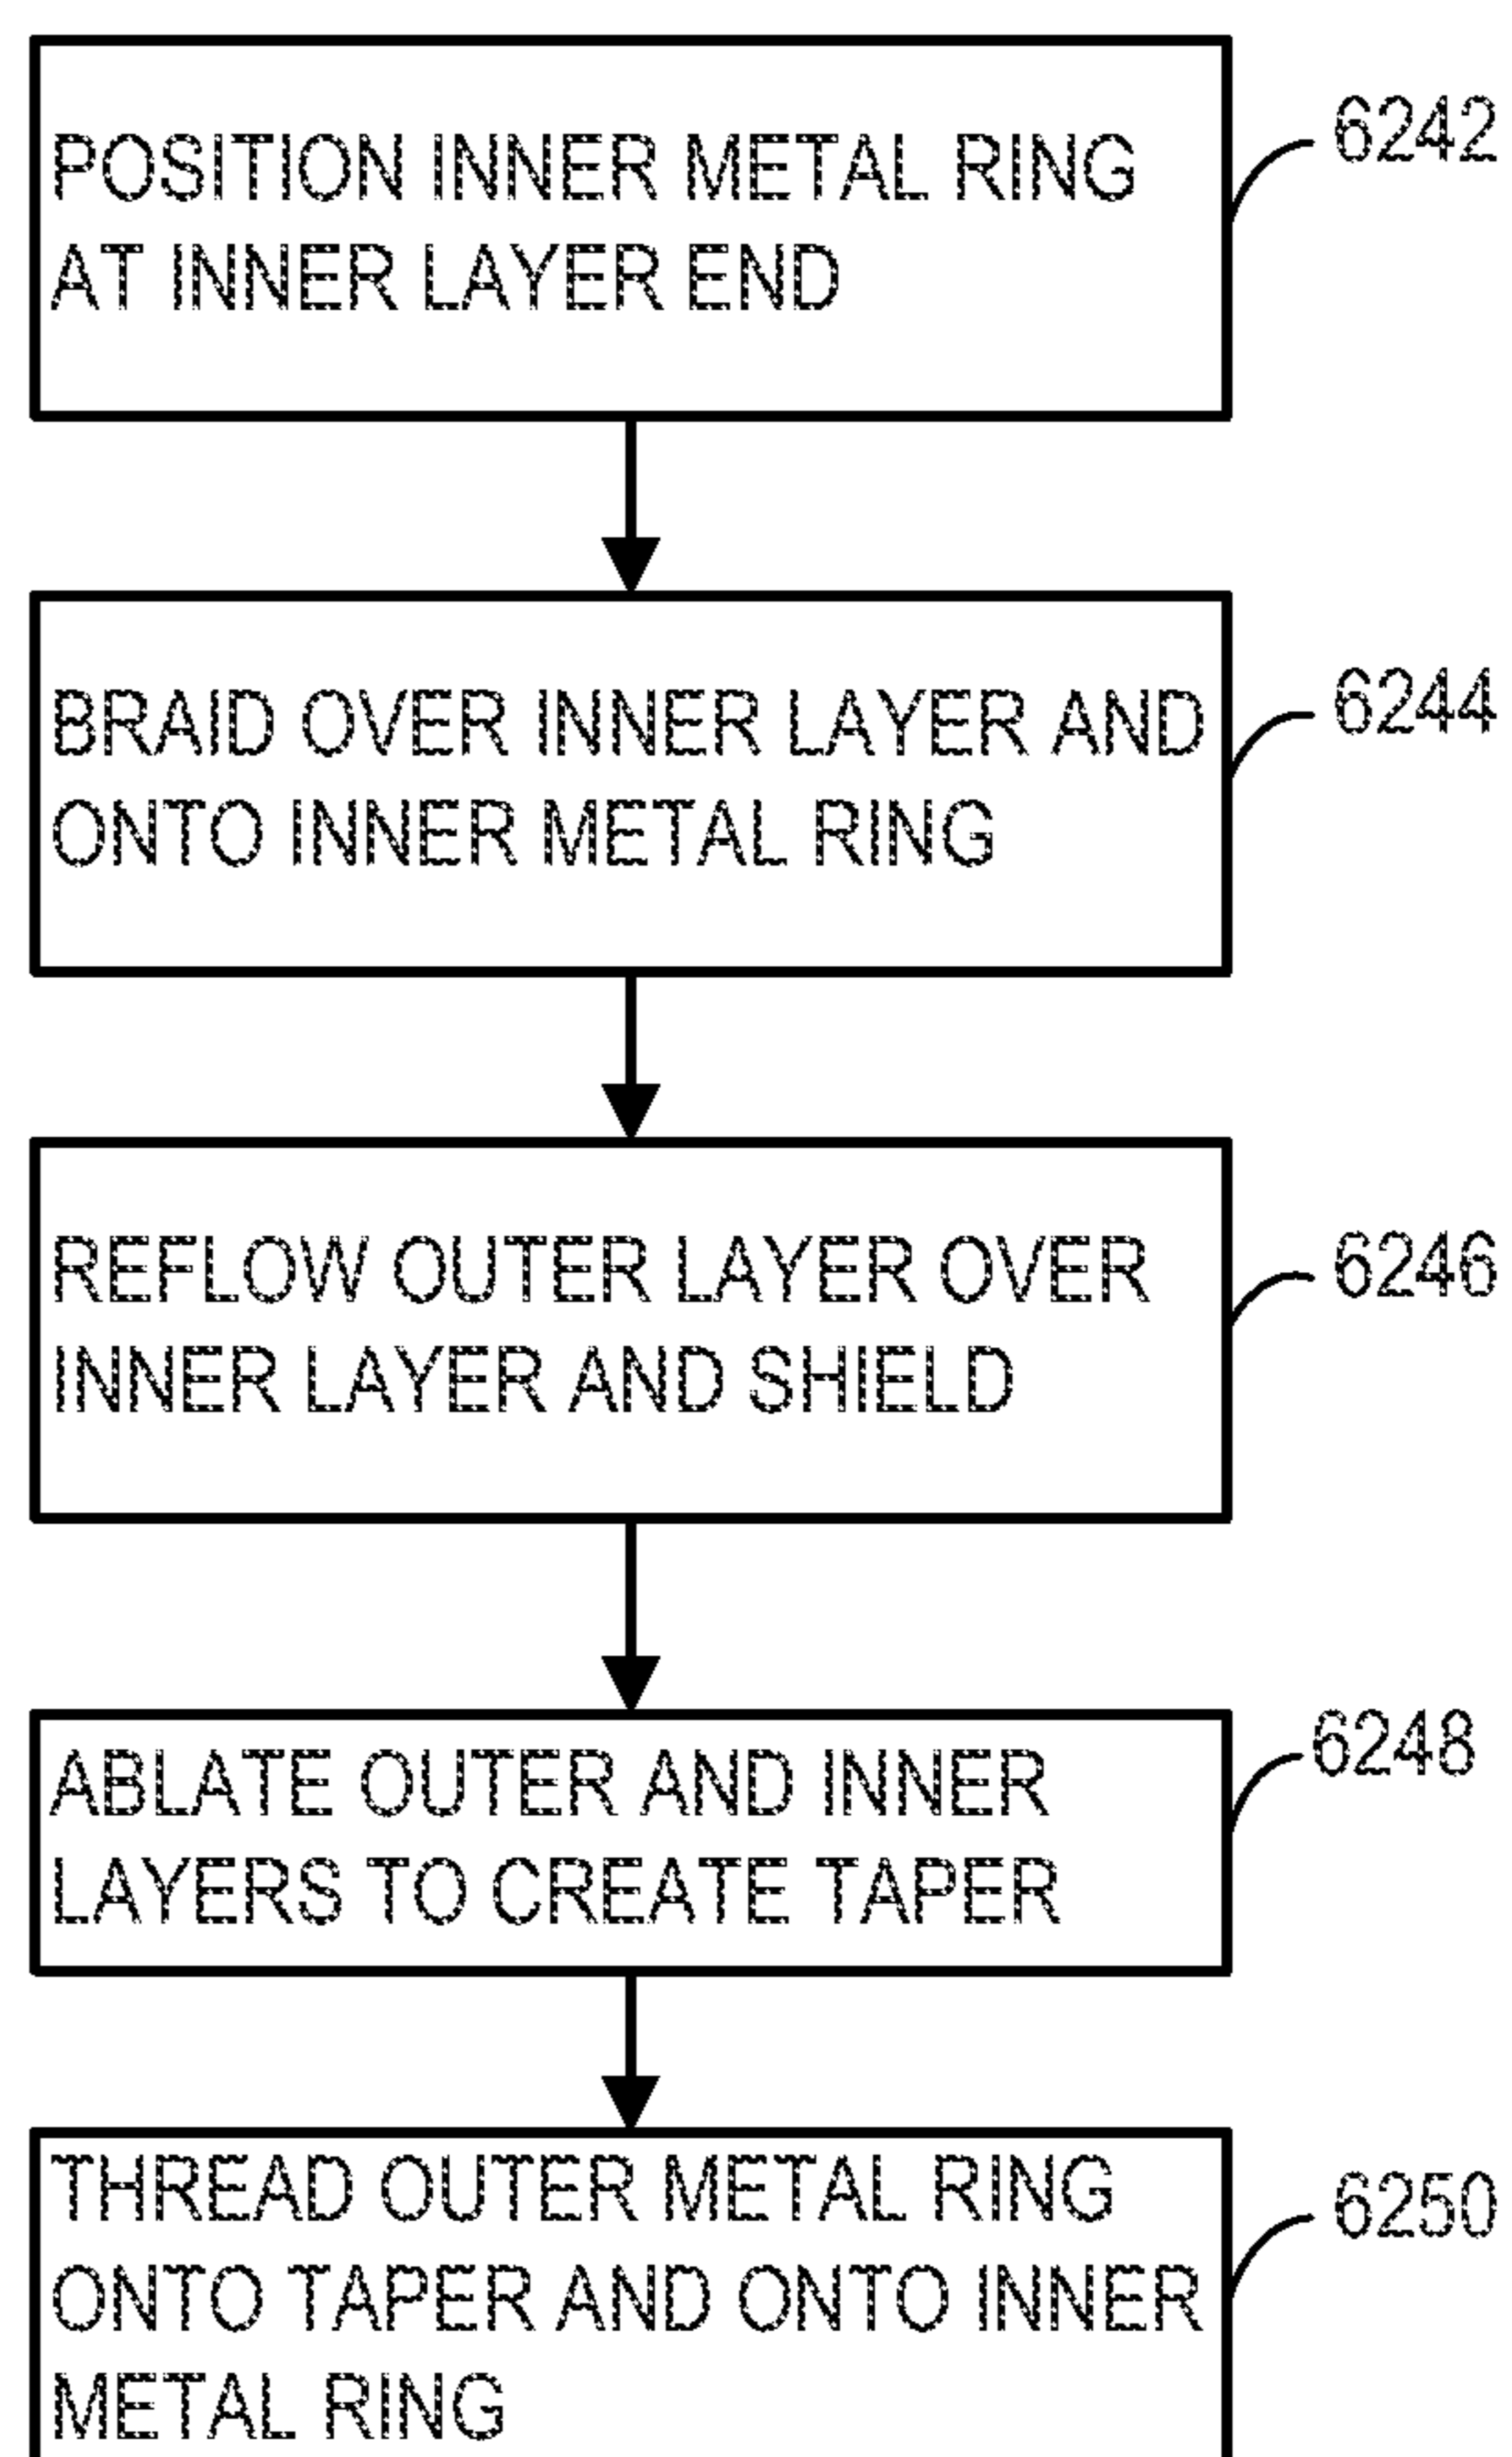 POSITION INNER METAL RING
AT INNER LAYER END
6242
BRAID OVER INNER LAYER AND
ONTO INNER METAL RING
6244
REFLOW OUTER LAYER OVER
INNER LAYER AND SHIELD
6246
ABLATE OUTER AND INNER
LAYERS TO CREATE TAPER
6248
THREAD OUTER METAL RING
ONTO TAPER AND ONTO INNER
METAL RING
6250